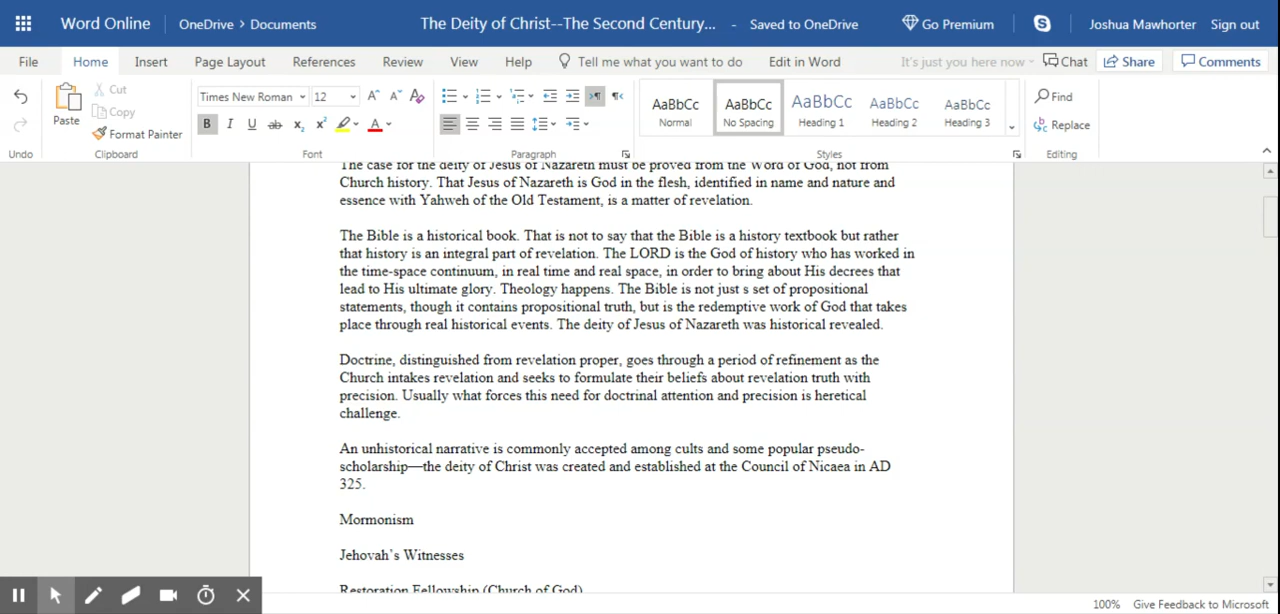 Word Online OneDrive > Documents The Deity of Christ--The Second Century... - Saved to OneDrive Go Premium Joshua Mawhorter Sign out
File Home Insert Page Layout References Review View Help Tell me what you want to do Edit in Word It's just you here now Chat Share Comments
Paste Cut Copy Format Painter
Times New Roman 12
B I U ab x₂ x² A
AaBbCc AaBbCc AaBbCc AaBbCc AaBbCc
Normal No Spacing Heading 1 Heading 2 Heading 3
Find
Replace
Undo Clipboard Font Paragraph Styles Editing
The case for the deity of Jesus of Nazareth must be proved from the Word of God, not from
Church history. That Jesus of Nazareth is God in the flesh, identified in name and nature and
essence with Yahweh of the Old Testament, is a matter of revelation.
The Bible is a historical book. That is not to say that the Bible is a history textbook but rather
that history is an integral part of revelation. The LORD is the God of history who has worked in
the time-space continuum, in real time and real space, in order to bring about His decrees that
lead to His ultimate glory. Theology happens. The Bible is not just s set of propositional
statements, though it contains propositional truth, but is the redemptive work of God that takes
place through real historical events. The deity of Jesus of Nazareth was historical revealed.
Doctrine, distinguished from revelation proper, goes through a period of refinement as the
Church intakes revelation and seeks to formulate their beliefs about revelation truth with
precision. Usually what forces this need for doctrinal attention and precision is heretical
challenge.
An unhistorical narrative is commonly accepted among cults and some popular pseudo-
scholarship—the deity of Christ was created and established at the Council of Nicaea in AD
325.
Mormonism
Jehovah's Witnesses
Restoration Fellowship (Church of God)
100% Give Feedback to Microsoft